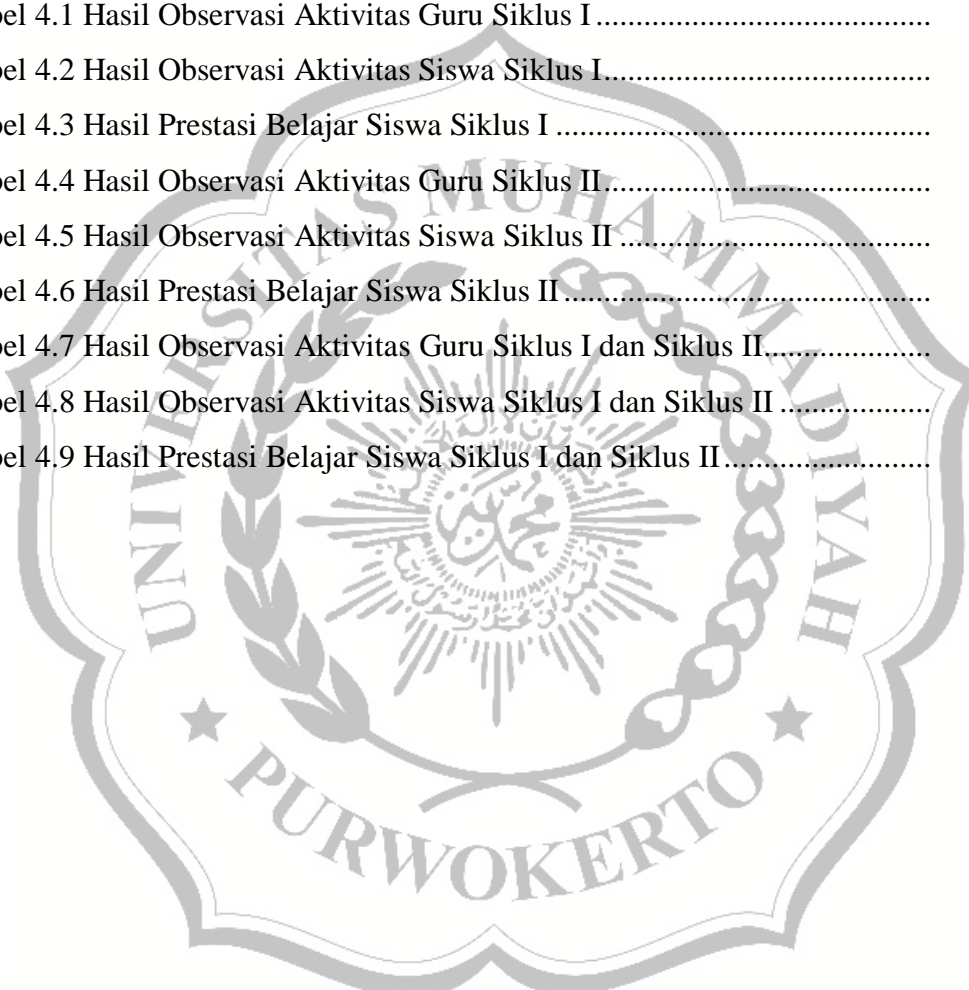 bel 4.1 Hasil Observasi Aktivitas Guru Siklus I ..........................................
bel 4.2 Hasil Observasi Aktivitas Siswa Siklus I.........................................
bel 4.3 Hasil Prestasi Belajar Siswa Siklus I ...............................................
bel 4.4 Hasil Observasi Aktivitas Guru Siklus II.........................................
bel 4.5 Hasil Observasi Aktivitas Siswa Siklus II .......................................
bel 4.6 Hasil Prestasi Belajar Siswa Siklus II..............................................
bel 4.7 Hasil Observasi Aktivitas Guru Siklus I dan Siklus II.....................
bel 4.8 Hasil Observasi Aktivitas Siswa Siklus I dan Siklus II ...................
bel 4.9 Hasil Prestasi Belajar Siswa Siklus I dan Siklus II..........................
UNIVERSITAS MUHAMMADIYAH
PURWOKERTO